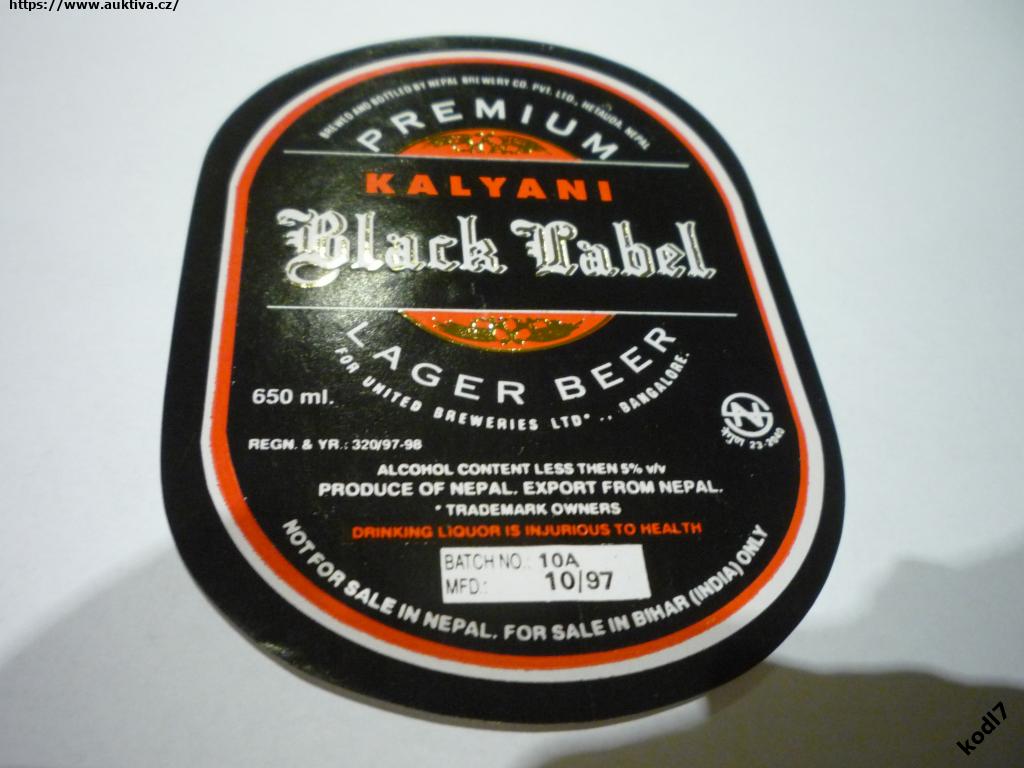 https://www.auktiva.cz/
BREWED AND BOTTLED BY NEPAL BREWERY CO. PVT. LTD., HETAUDA, NEPAL
PREMIUM
KALYANI
Black Label
LAGER BEER
FOR UNITED BREWERIES LTD* ., BANGALORE.
650 ml.
REGN. & YR.: 320/97-98
ALCOHOL CONTENT LESS THEN 5% v/v
PRODUCE OF NEPAL. EXPORT FROM NEPAL.
* TRADEMARK OWNERS
DRINKING LIQUOR IS INJURIOUS TO HEALTH
BATCH NO.: 10A
MFD.: 10/97
NOT FOR SALE IN NEPAL. FOR SALE IN BIHAR (INDIA) ONLY
kodl7